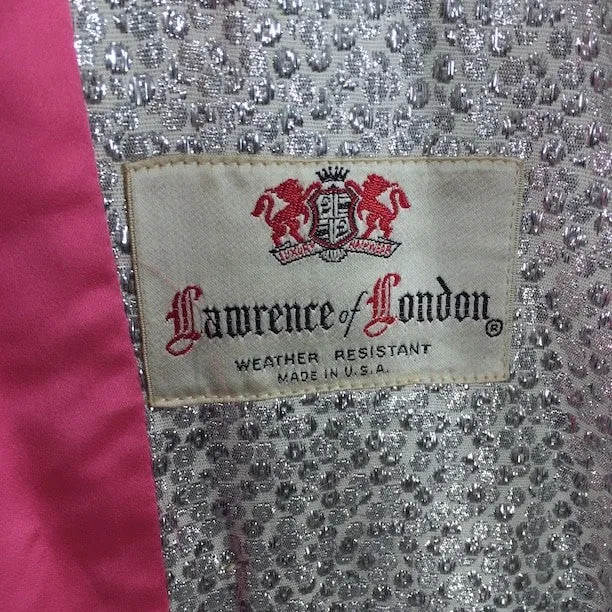 Lawrence of London ®
WEATHER RESISTANT
MADE IN U.S.A.